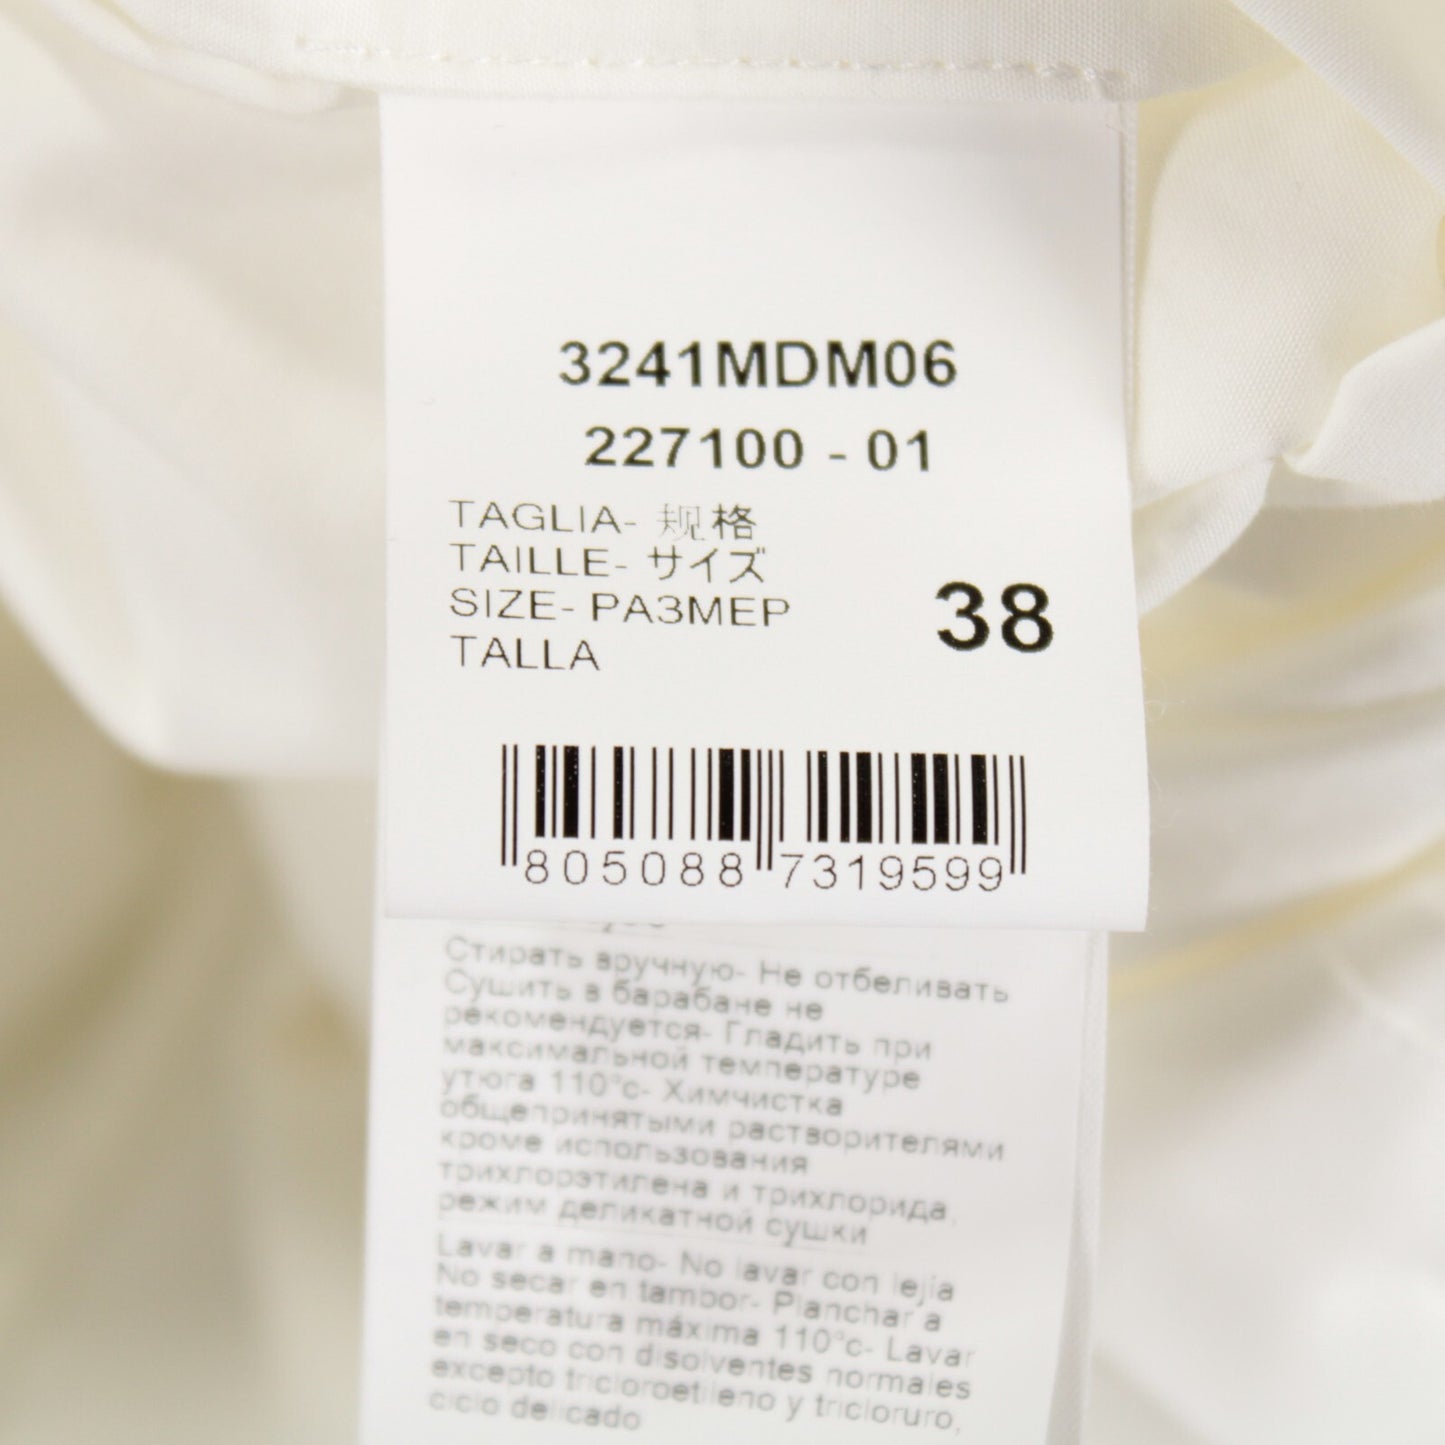 3241MDM06
227100 - 01
TAGLIA- 规格
TAILLE- サイズ
SIZE- РАЗМЕР
TALLA
38
805088 7319599
Стирать вручную- Не отбеливать
Сушить в барабане не
рекомендуется- Гладить при
максимальной температуре
утюга 110°c- Химчистка
общепринятыми растворителями
кроме использования
трихлорэтилена и трихлорида,
режим деликатной сушки
Lavar a mano- No lavar con lejía
No secar en tambor- Planchar a
temperatura máxima 110°c- Lavar
en seco con disolventes normales
excepto tricloroetileno y tricloruro,
ciclo delicado